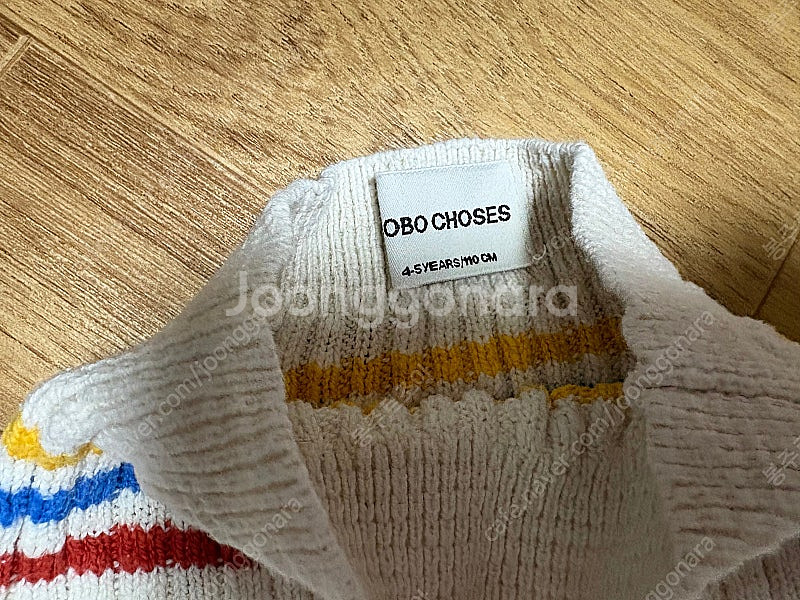 OBO CHOSES
4-5YEARS/110 CM
Joonggonara